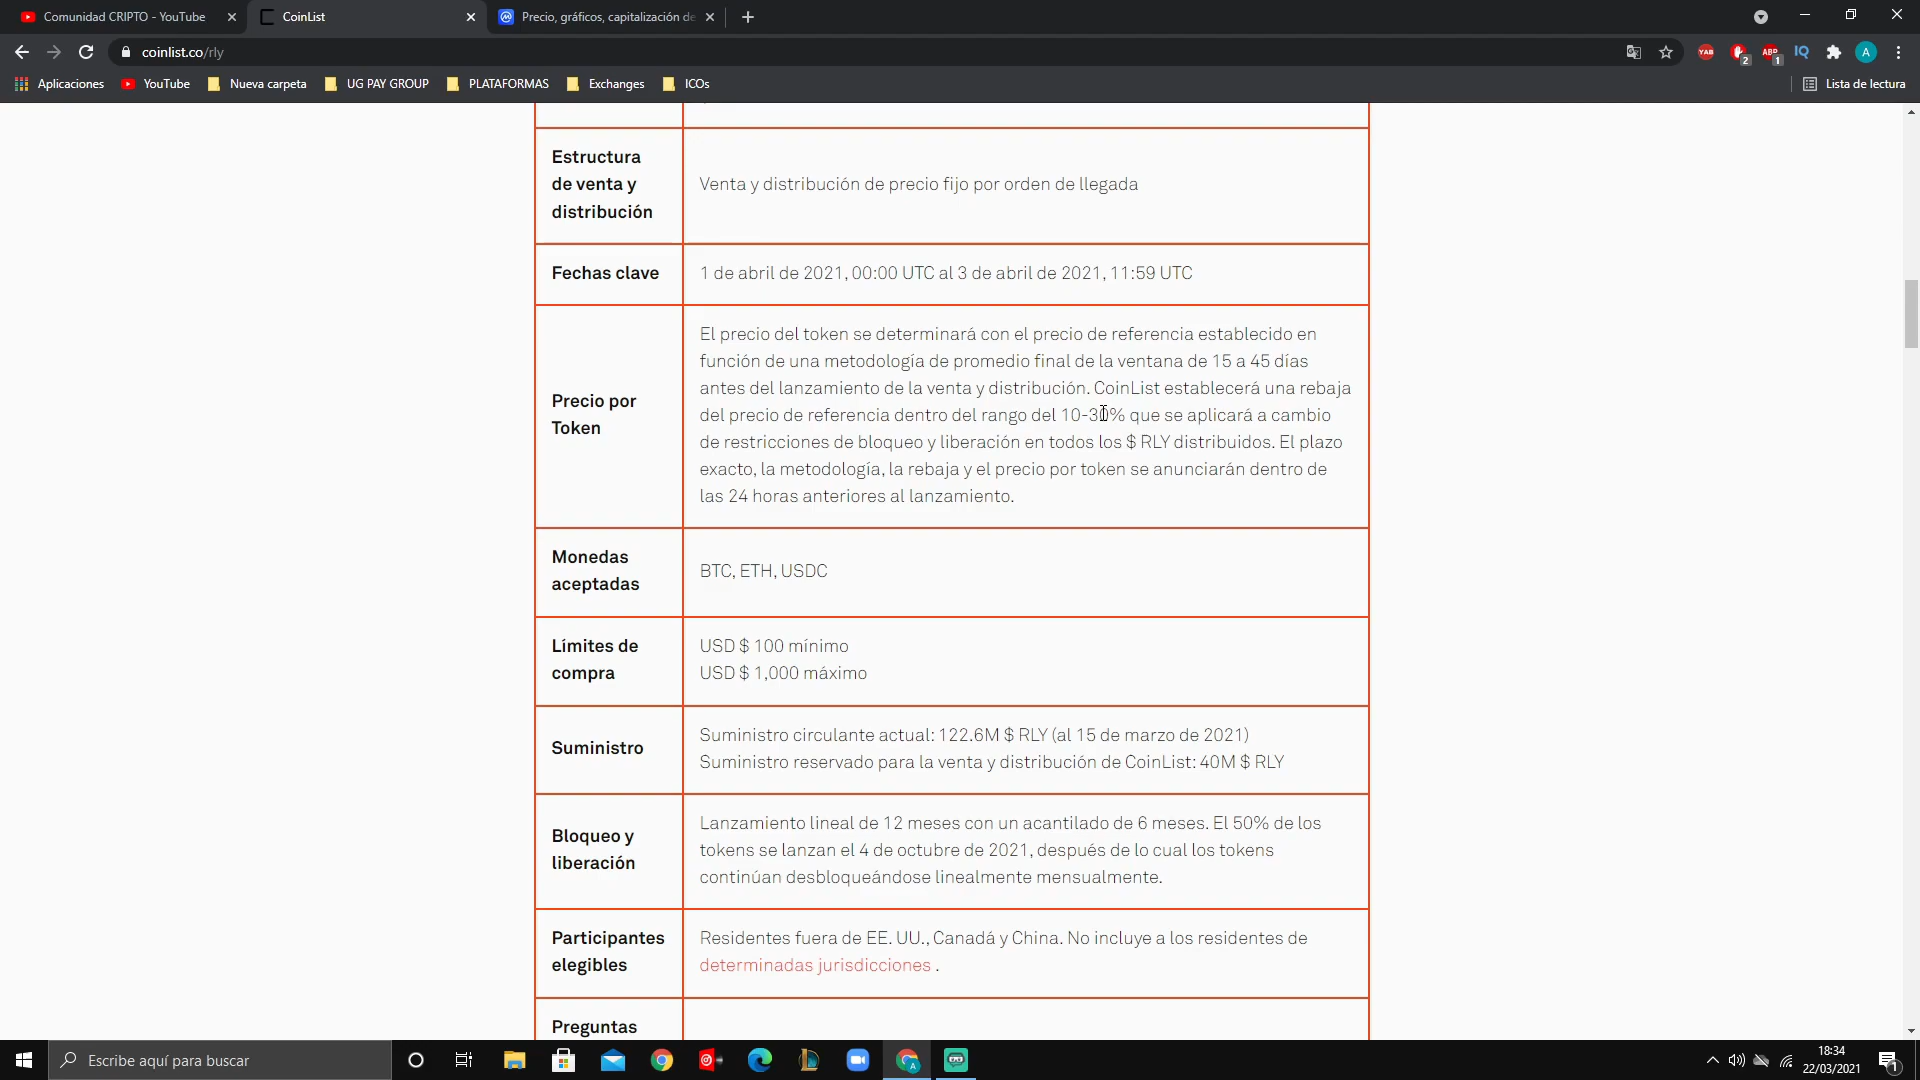 Comunidad CRIPTO - YouTube
CoinList
Precio, gráficos, capitalización de
coinlist.co/rly
YAB
2
ABP
1
IQ
A
Aplicaciones
YouTube
Nueva carpeta
UG PAY GROUP
PLATAFORMAS
Exchanges
ICOs
Lista de lectura
Estructura
de venta y
distribución
Venta y distribución de precio fijo por orden de llegada
Fechas clave
1 de abril de 2021, 00:00 UTC al 3 de abril de 2021, 11:59 UTC
Precio por
Token
El precio del token se determinará con el precio de referencia establecido en
función de una metodología de promedio final de la ventana de 15 a 45 días
antes del lanzamiento de la venta y distribución. CoinList establecerá una rebaja
del precio de referencia dentro del rango del 10-30% que se aplicará a cambio
de restricciones de bloqueo y liberación en todos los $ RLY distribuidos. El plazo
exacto, la metodología, la rebaja y el precio por token se anunciarán dentro de
las 24 horas anteriores al lanzamiento.
Monedas
aceptadas
BTC, ETH, USDC
Límites de
compra
USD $ 100 mínimo
USD $ 1,000 máximo
Suministro
Suministro circulante actual: 122.6M $ RLY (al 15 de marzo de 2021)
Suministro reservado para la venta y distribución de CoinList: 40M $ RLY
Bloqueo y
liberación
Lanzamiento lineal de 12 meses con un acantilado de 6 meses. El 50% de los
tokens se lanzan el 4 de octubre de 2021, después de lo cual los tokens
continúan desbloqueándose linealmente mensualmente.
Participantes
elegibles
Residentes fuera de EE. UU., Canadá y China. No incluye a los residentes de
determinadas jurisdicciones .
Preguntas
Escribe aquí para buscar
18:34
22/03/2021
1